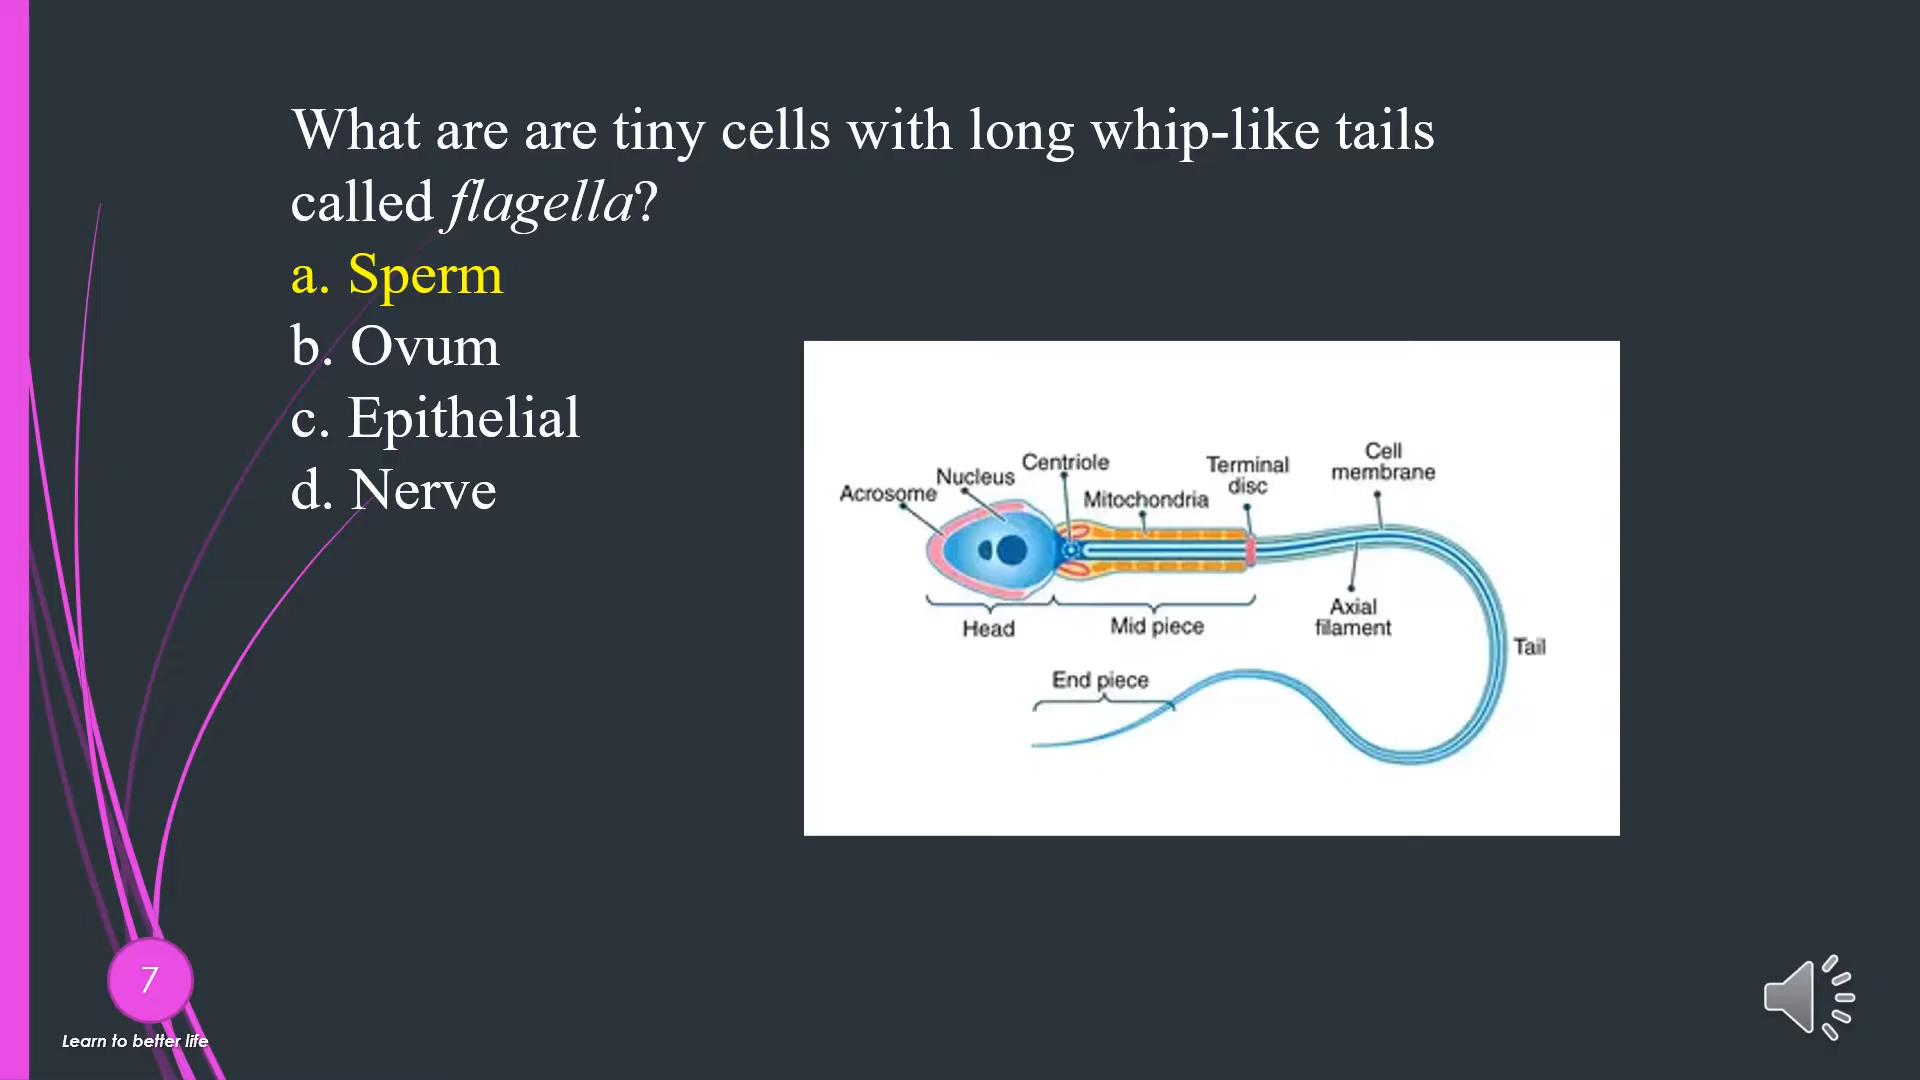 What are are tiny cells with long whip-like tails
called flagella?
a. Sperm
b. Ovum
c. Epithelial
d. Nerve
Acrosome
Nucleus
Centriole
Mitochondria
Terminal
disc
Cell
membrane
Head
Mid piece
Axial
filament
Tail
End piece
7
Learn to better life